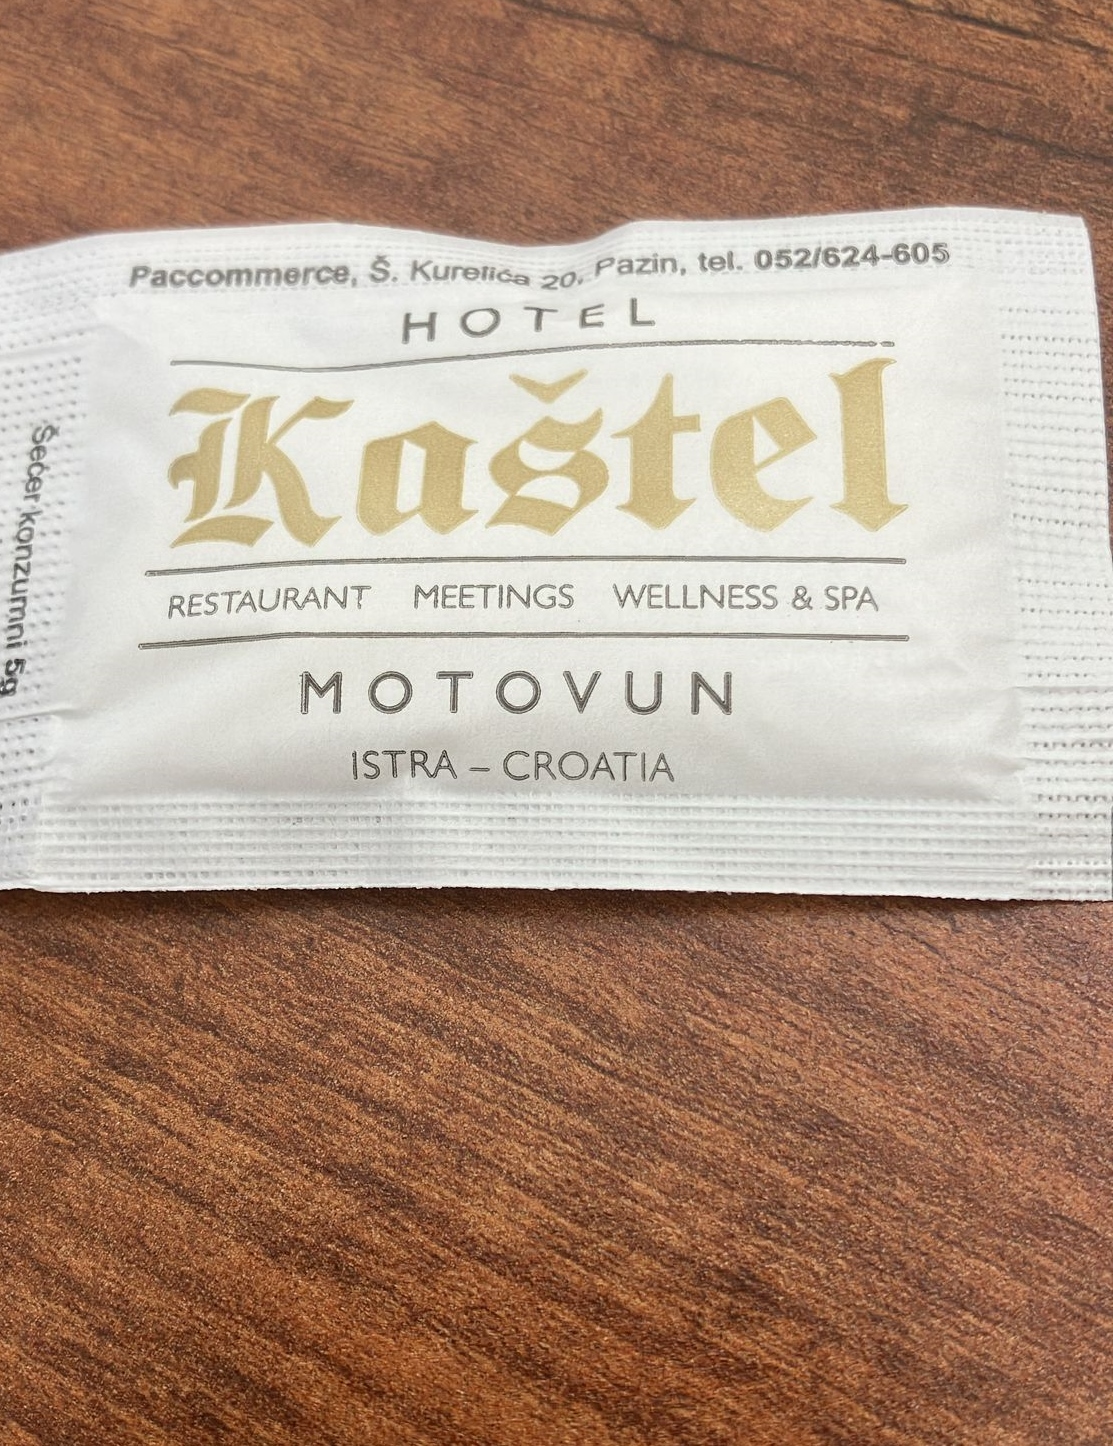 Paccommerce, Š. Kurelića 20, Pazin, tel. 052/624-605
HOTEL
Kaštel
RESTAURANT MEETINGS WELLNESS & SPA
MOTOVUN
ISTRA – CROATIA
Šećer konzumni 5g